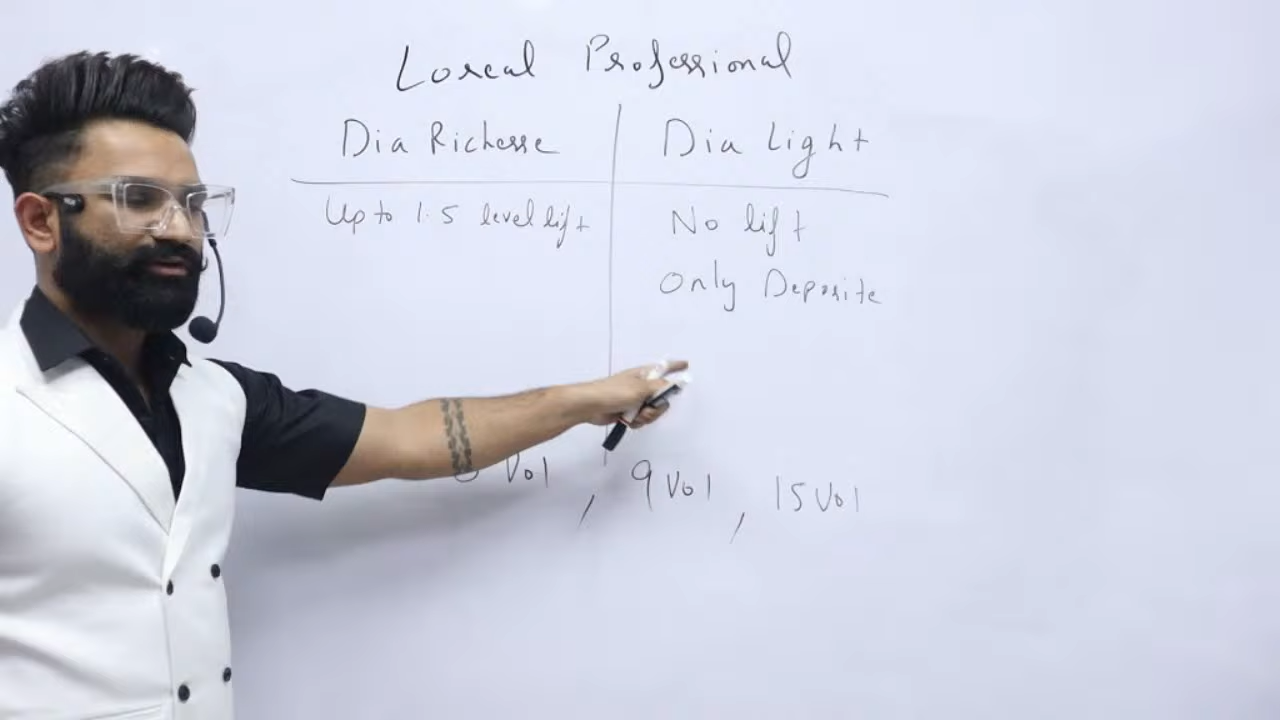 Loreal Professional
Dia Richesse
Dia Light
Up to 1.5 level lift
No lift
Only Deposite
Vol , 9 Vol , 15 Vol